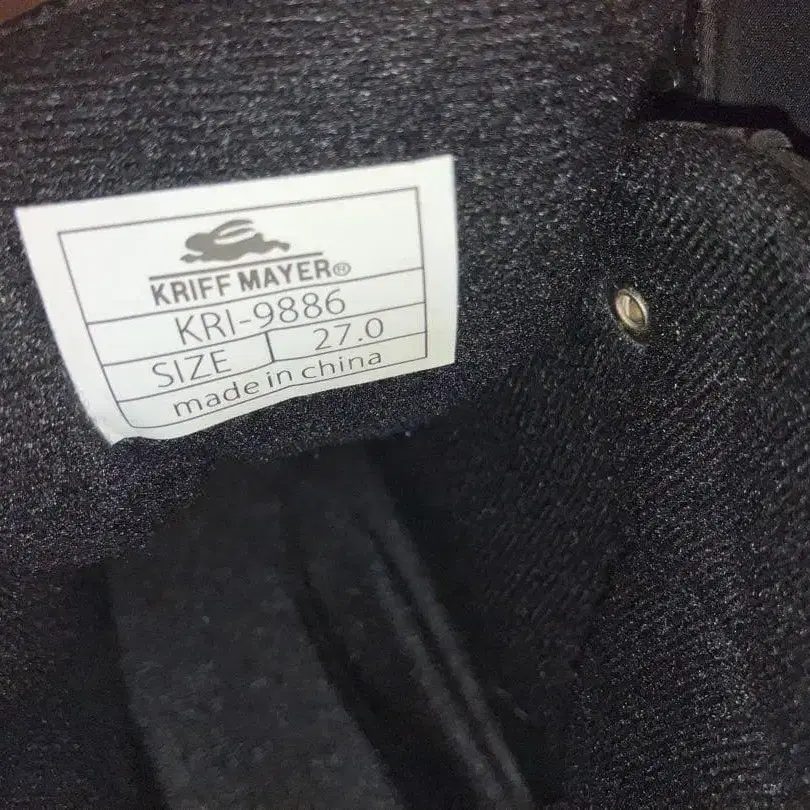 KRIFF MAYER®
KRI-9886
SIZE 27.0
made in china